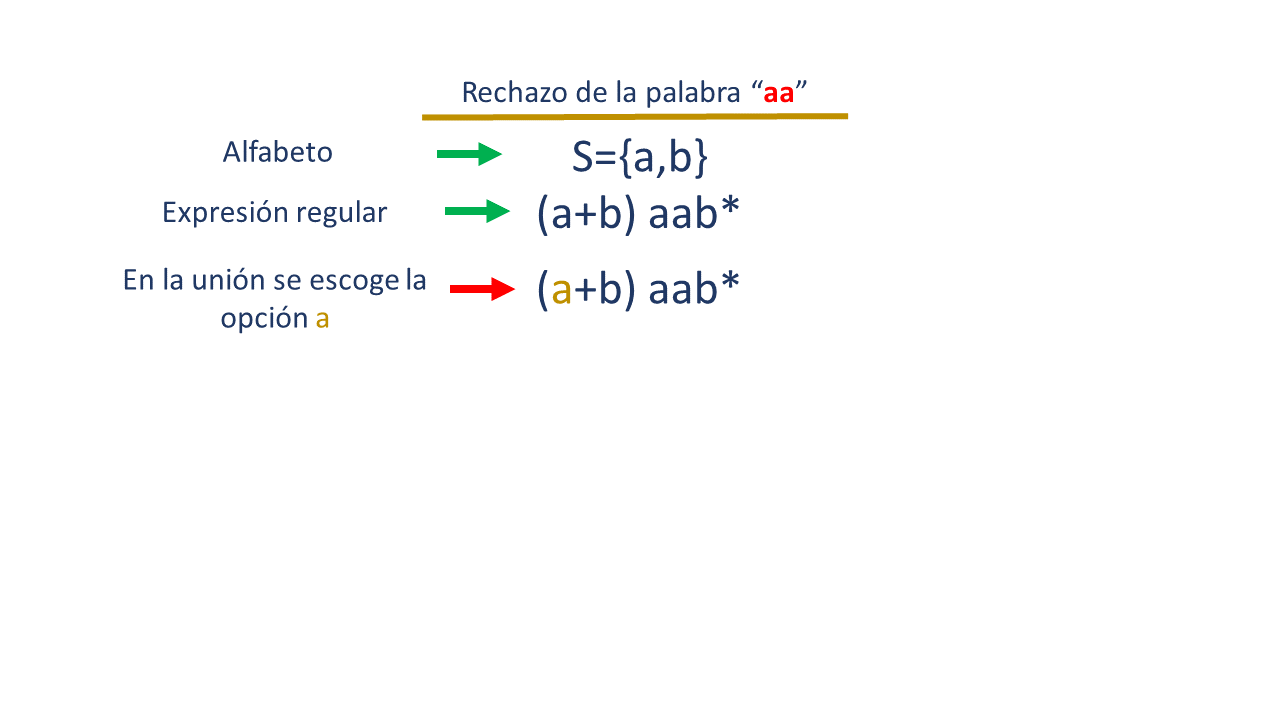 Rechazo de la palabra “aa”
Alfabeto
S={a,b}
Expresión regular
(a+b) aab*
En la unión se escoge la
opción a
(a+b) aab*